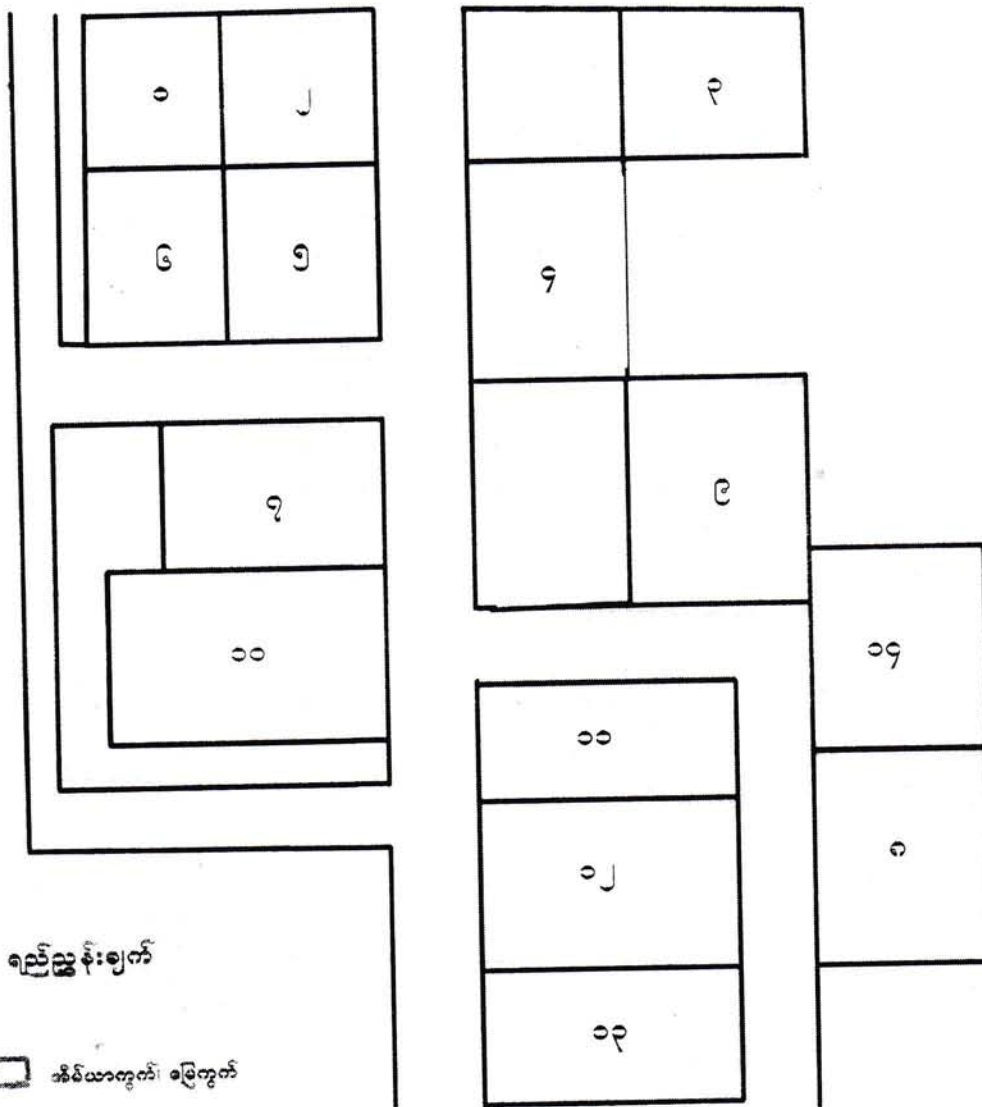 ၁ ၂ ၃
၆ ၅ ၄
၇ ၉
၁၀ ၁၄
၁၁
၁၂ ၈
၁၃
ရည်ညွှန်းချက်
အိမ်ယာကွက်၊ မြေကွက်